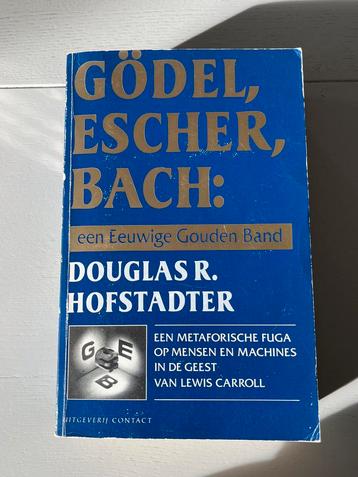 GÖDEL,
ESCHER,
BACH:
een Eeuwige Gouden Band
DOUGLAS R.
HOFSTADTER
G E
B
EEN METAFORISCHE FUGA
OP MENSEN EN MACHINES
IN DE GEEST
VAN LEWIS CARROLL
UITGEVERIJ CONTACT